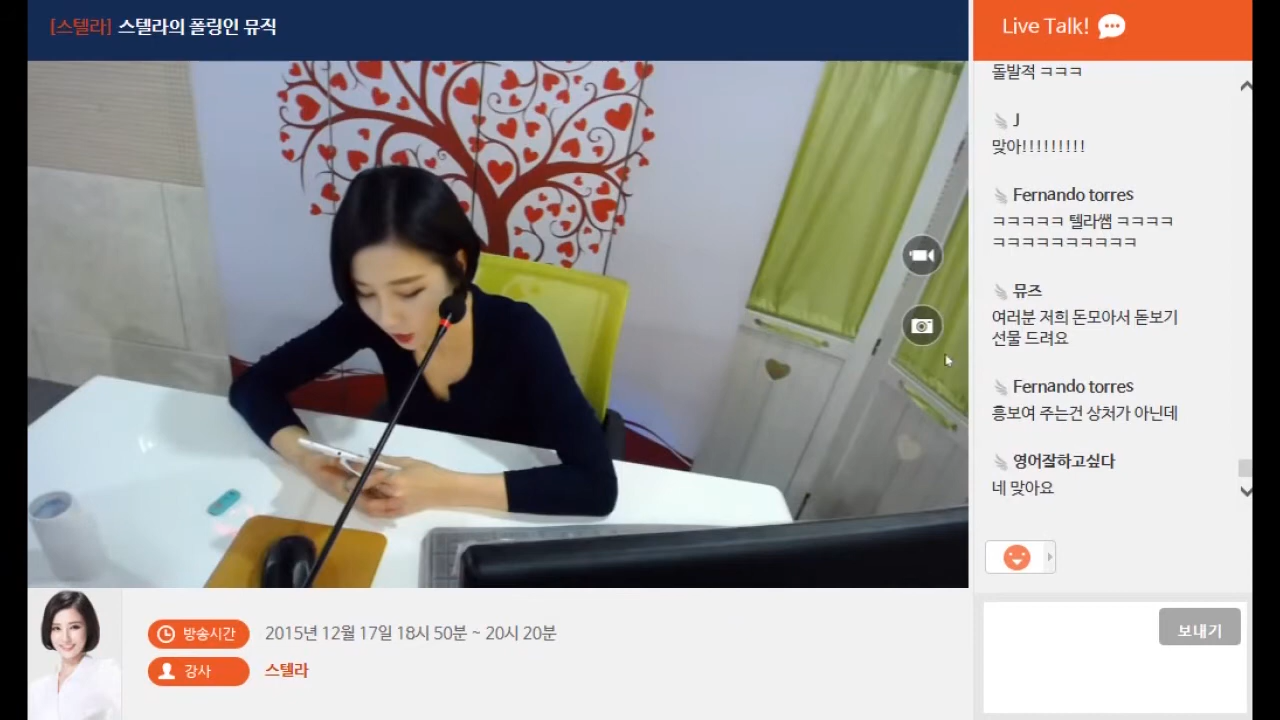 [스텔라] 스텔라의 폴링인 뮤직
Live Talk!
돌발적 ㅋㅋㅋ
J
맞아!!!!!!!!!
Fernando torres
ㅋㅋㅋㅋㅋ 텔라쌤 ㅋㅋㅋㅋ
ㅋㅋㅋㅋㅋㅋㅋㅋㅋㅋ
뮤즈
여러분 저희 돈모아서 돋보기
선물 드려요
Fernando torres
흥보여 주는건 상처가 아닌데
영어잘하고싶다
네 맞아요
보내기
방송시간 2015년 12월 17일 18시 50분 ~ 20시 20분
강사 스텔라